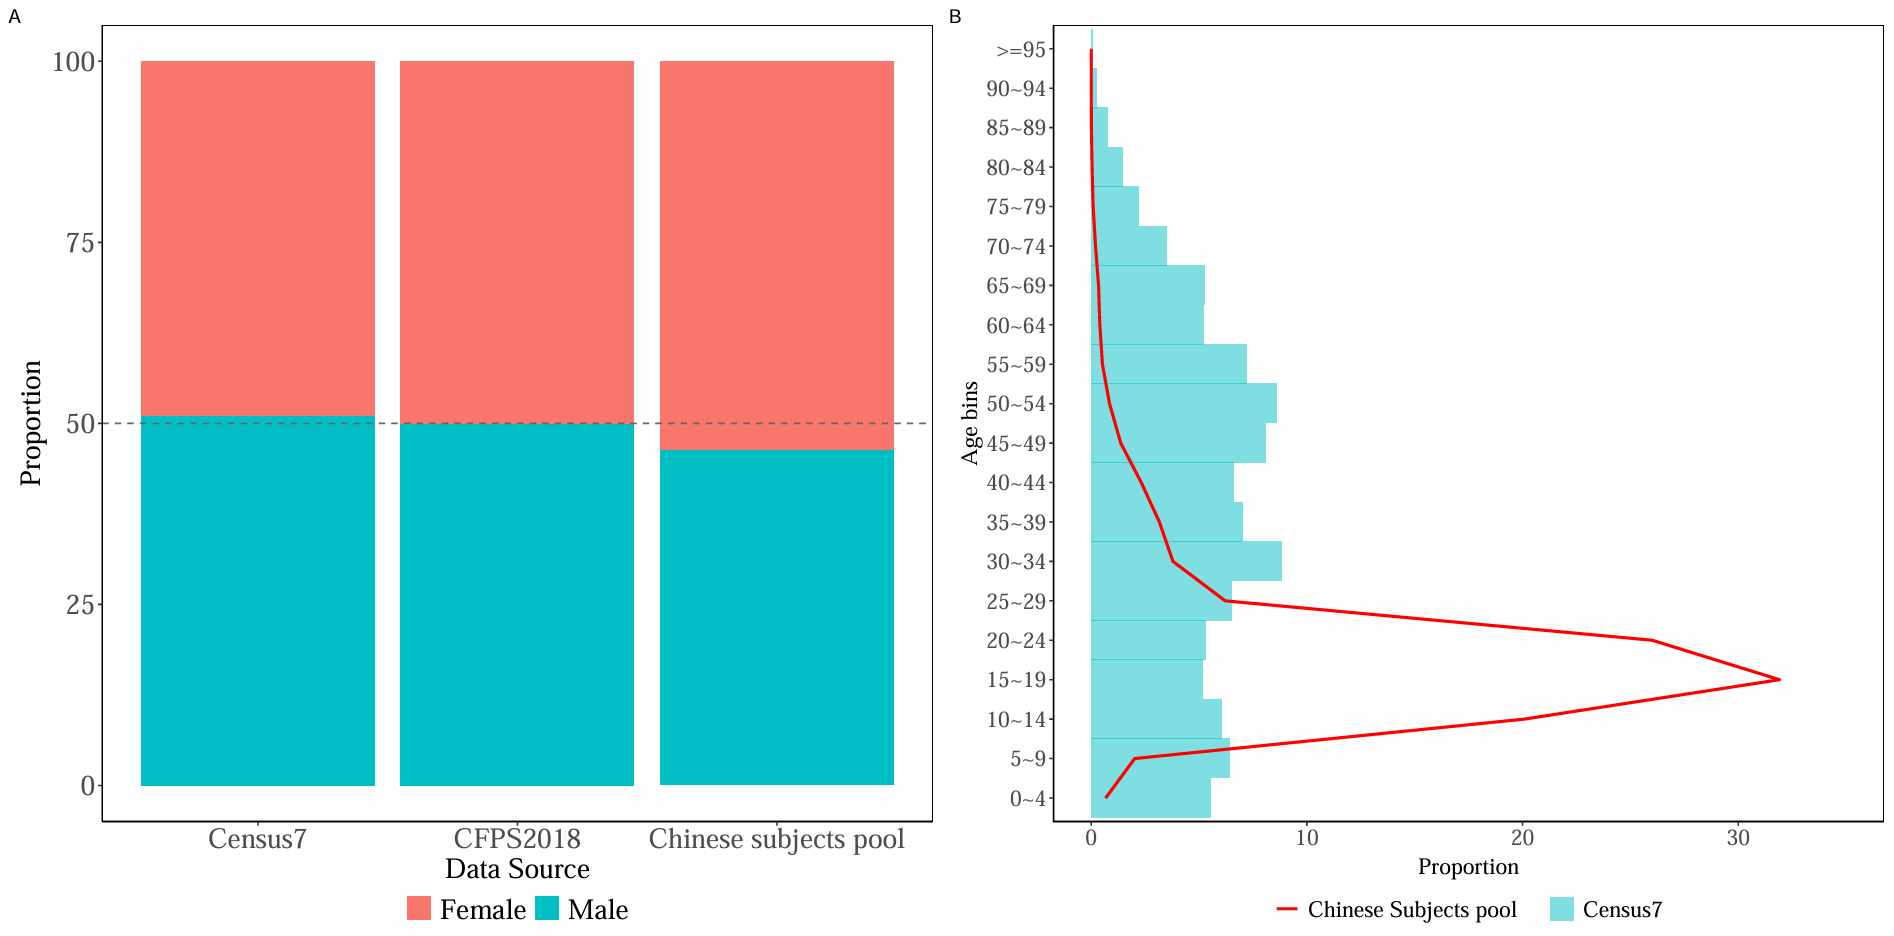 A
100
75
50
25
0
Proportion
Census7
CFPS2018
Chinese subjects pool
Data Source
Female
Male
B
>=95
90~94
85~89
80~84
75~79
70~74
65~69
60~64
55~59
50~54
45~49
40~44
35~39
30~34
25~29
20~24
15~19
10~14
5~9
0~4
Age bins
0
10
20
30
Proportion
Chinese Subjects pool
Census7